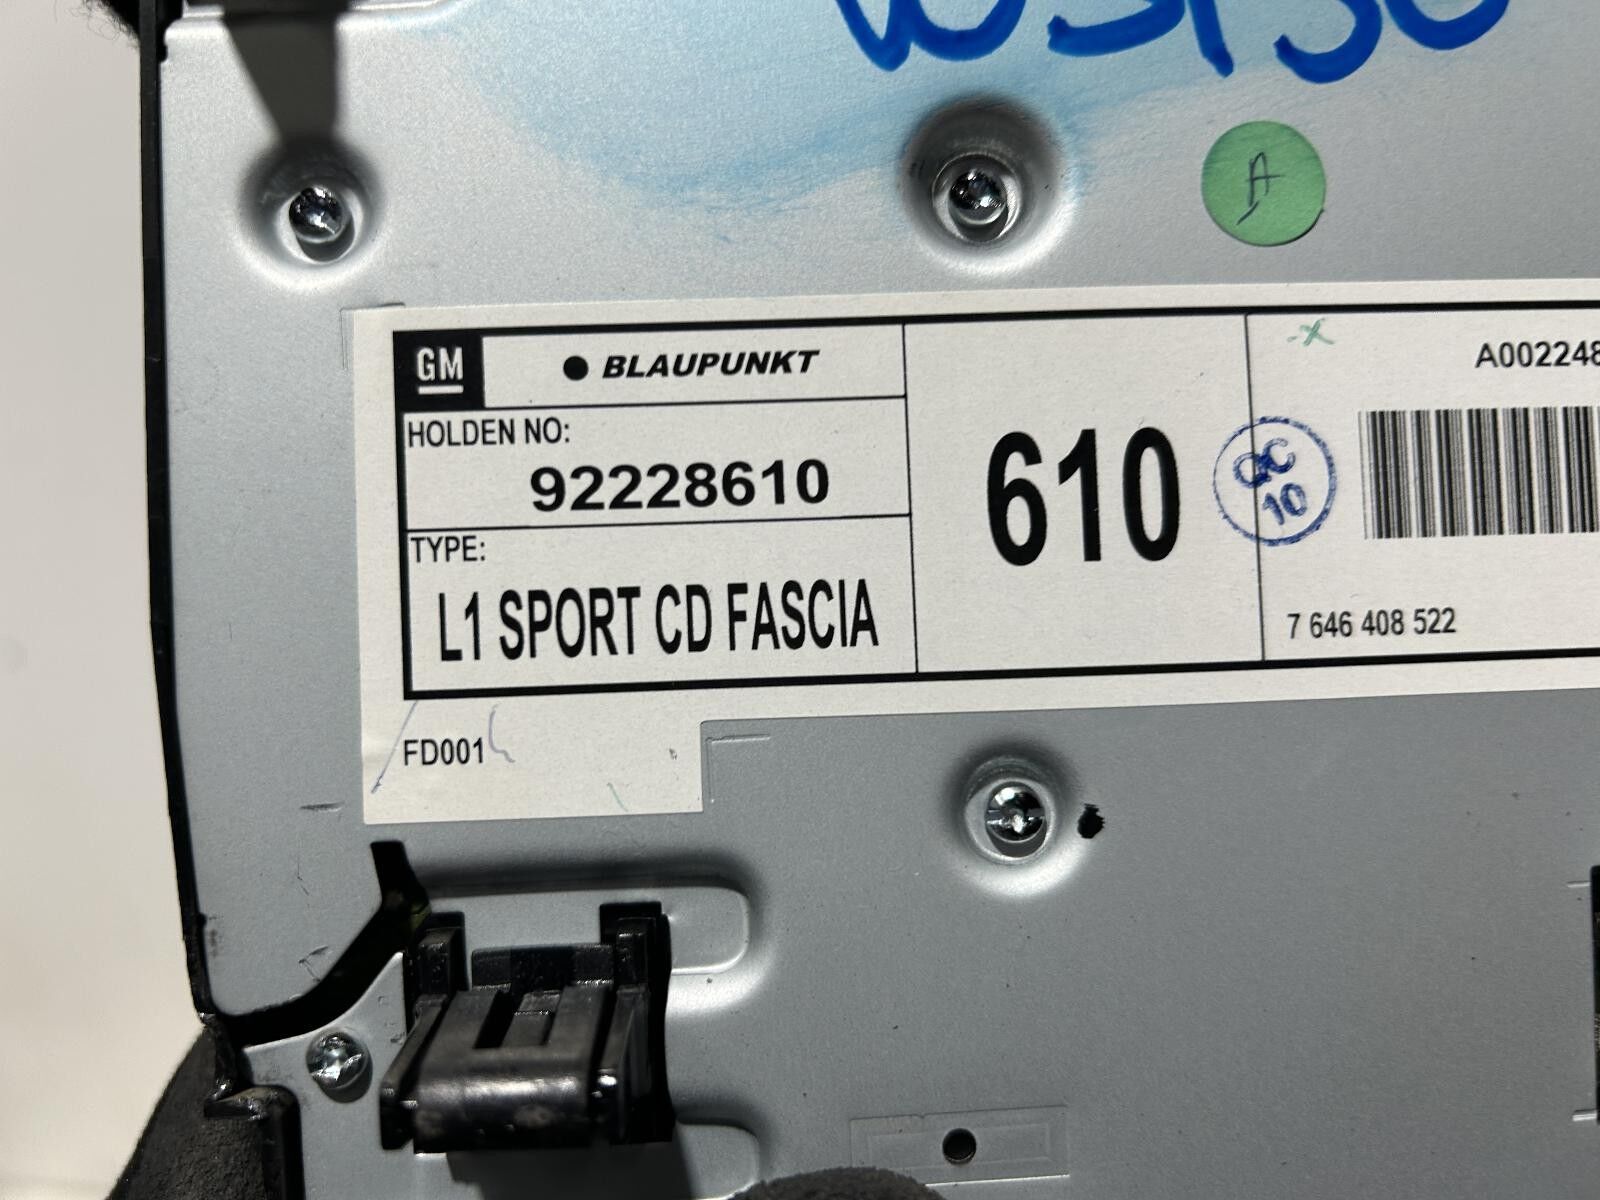 A
GM
BLAUPUNKT
HOLDEN NO:
92228610
TYPE:
L1 SPORT CD FASCIA
610
QC
10
A002248
7 646 408 522
FD001